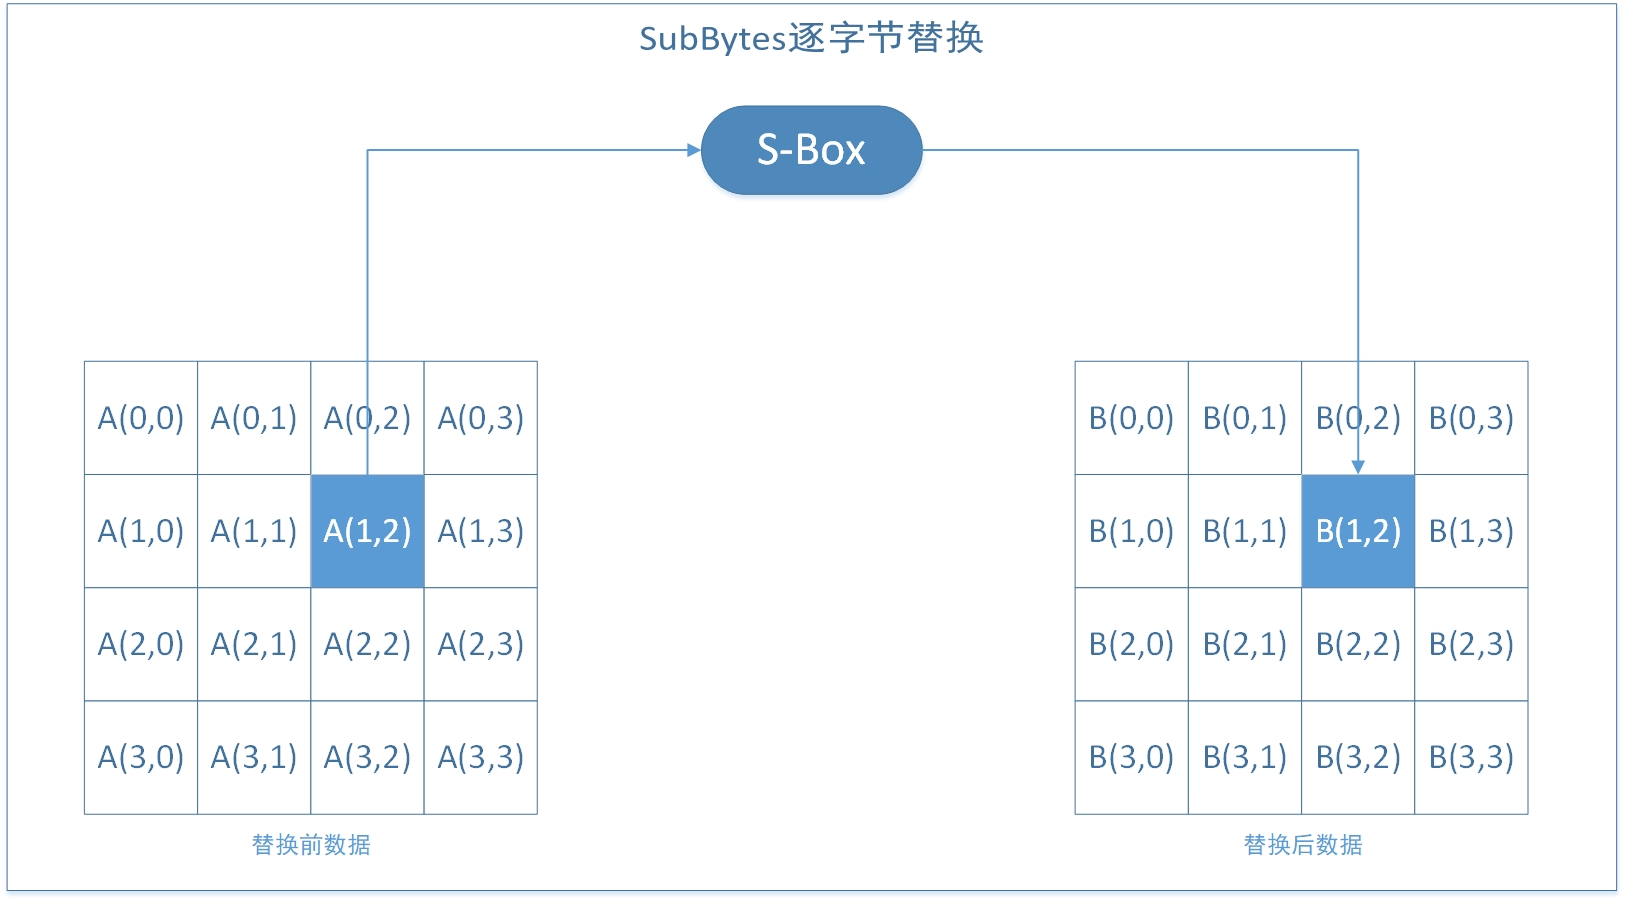 SubBytes逐字节替换
S-Box
A(0,0) A(0,1) A(0,2) A(0,3)
A(1,0) A(1,1) A(1,2) A(1,3)
A(2,0) A(2,1) A(2,2) A(2,3)
A(3,0) A(3,1) A(3,2) A(3,3)
替换前数据
B(0,0) B(0,1) B(0,2) B(0,3)
B(1,0) B(1,1) B(1,2) B(1,3)
B(2,0) B(2,1) B(2,2) B(2,3)
B(3,0) B(3,1) B(3,2) B(3,3)
替换后数据